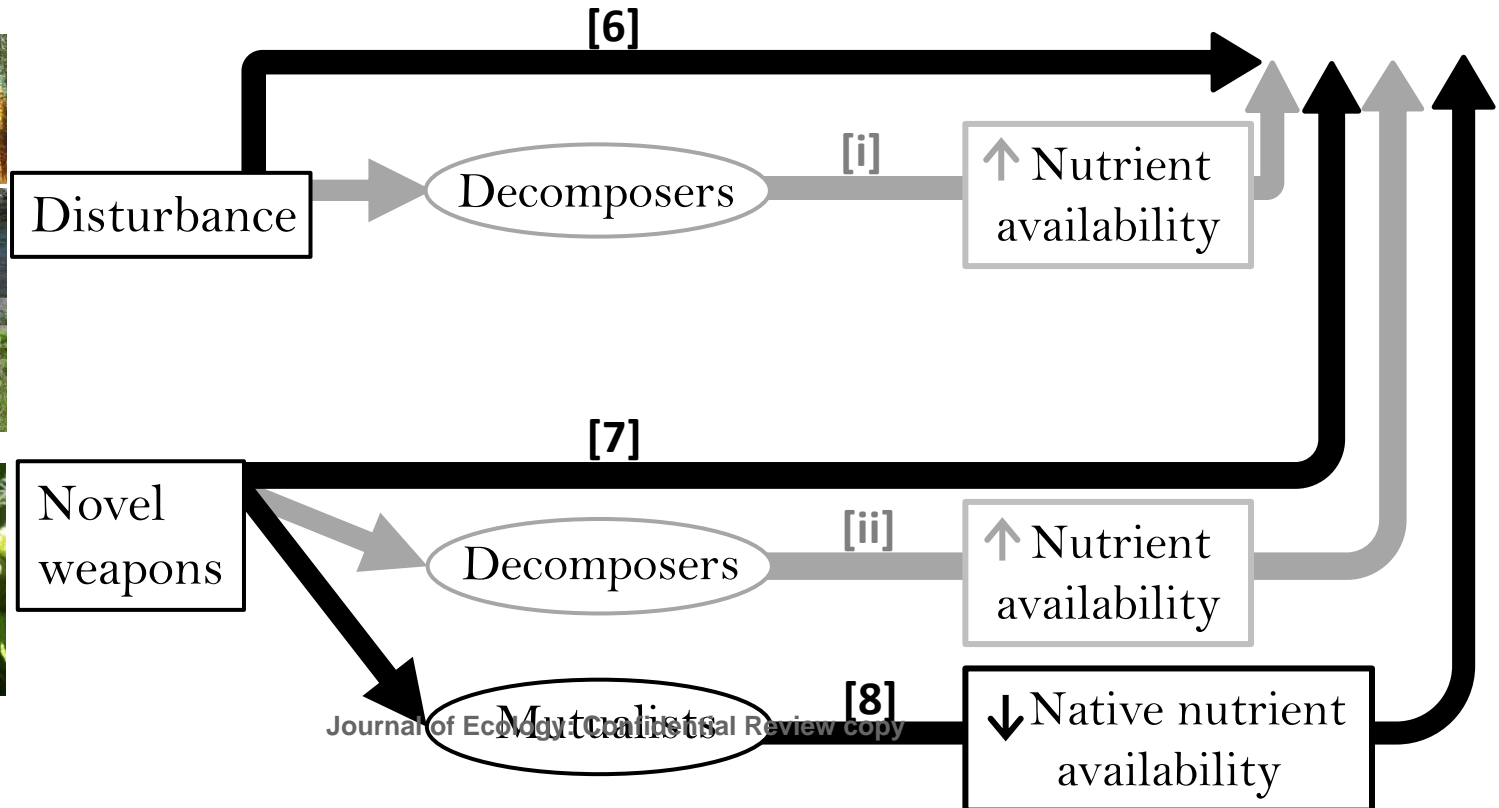 [6]
[i]
Disturbance
Decomposers
↑ Nutrient
availability
[7]
Novel
weapons
[ii]
Decomposers
↑ Nutrient
availability
[8]
Mutualists
↓ Native nutrient
availability
Journal of Ecology: Confidential Review copy